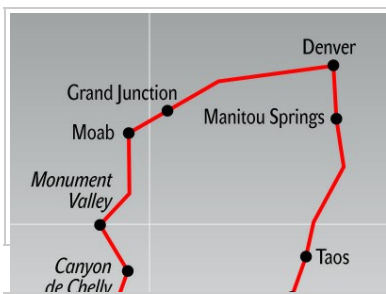 Denver
Grand Junction
Manitou Springs
Moab
Monument
Valley
Taos
Canyon
de Chelly